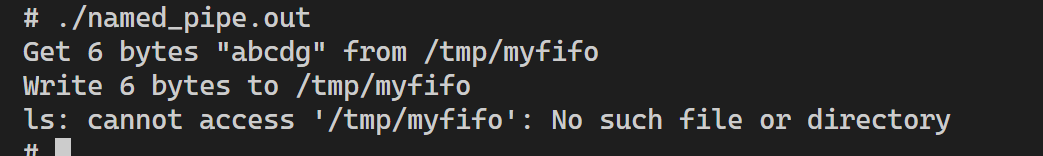 # ./named_pipe.out
Get 6 bytes "abcdg" from /tmp/myfifo
Write 6 bytes to /tmp/myfifo
ls: cannot access '/tmp/myfifo': No such file or directory
#